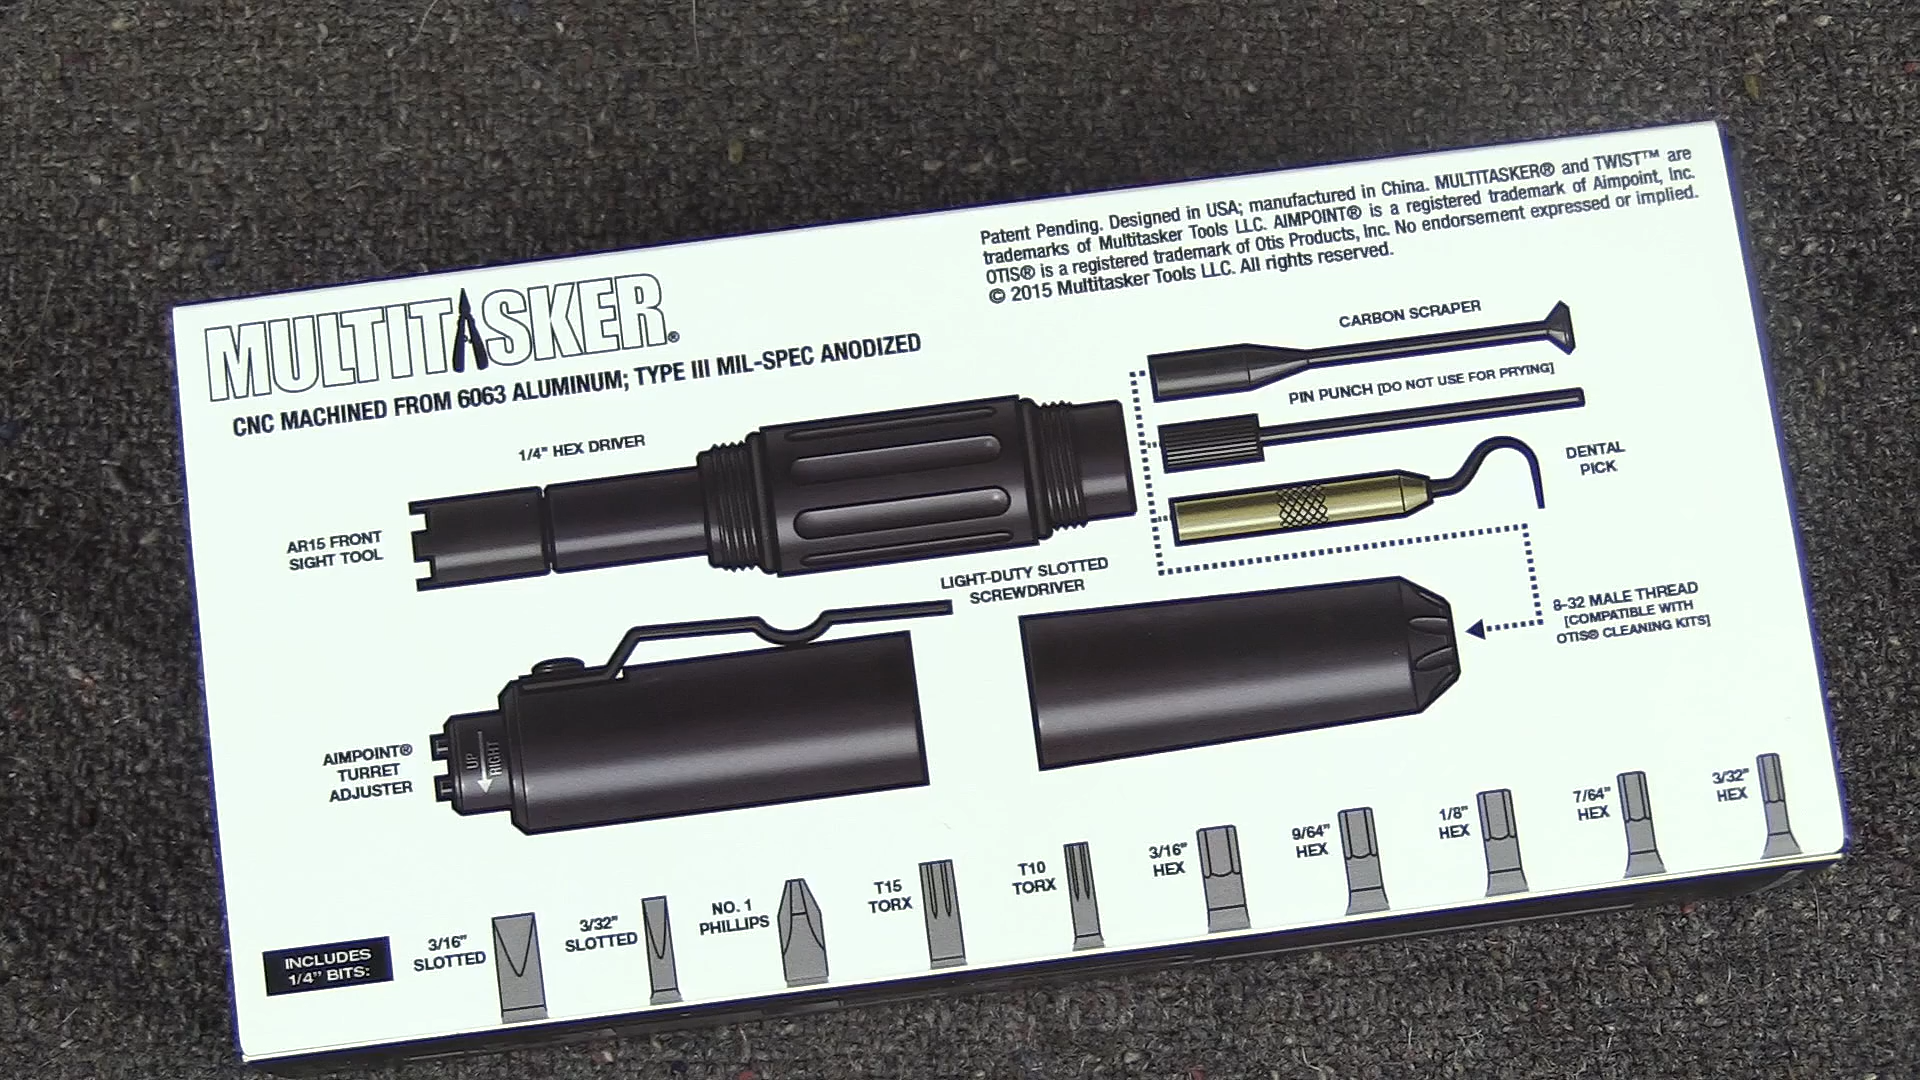 Patent Pending. Designed in USA; manufactured in China. MULTITASKER® and TWIST™ are
trademarks of Multitasker Tools LLC. AIMPOINT® is a registered trademark of Aimpoint, Inc.
OTIS® is a registered trademark of Otis Products, Inc. No endorsement expressed or implied.
© 2015 Multitasker Tools LLC. All rights reserved.
MULTITASKER®
CNC MACHINED FROM 6063 ALUMINUM; TYPE III MIL-SPEC ANODIZED
CARBON SCRAPER
PIN PUNCH [DO NOT USE FOR PRYING]
1/4" HEX DRIVER
DENTAL
PICK
AR15 FRONT
SIGHT TOOL
LIGHT-DUTY SLOTTED
SCREWDRIVER
8-32 MALE THREAD
[COMPATIBLE WITH
OTIS® CLEANING KITS]
AIMPOINT®
TURRET
ADJUSTER
UP
RIGHT
INCLUDES
1/4" BITS:
3/16"
SLOTTED
3/32"
SLOTTED
NO. 1
PHILLIPS
T15
TORX
T10
TORX
3/16"
HEX
9/64"
HEX
1/8"
HEX
7/64"
HEX
3/32"
HEX